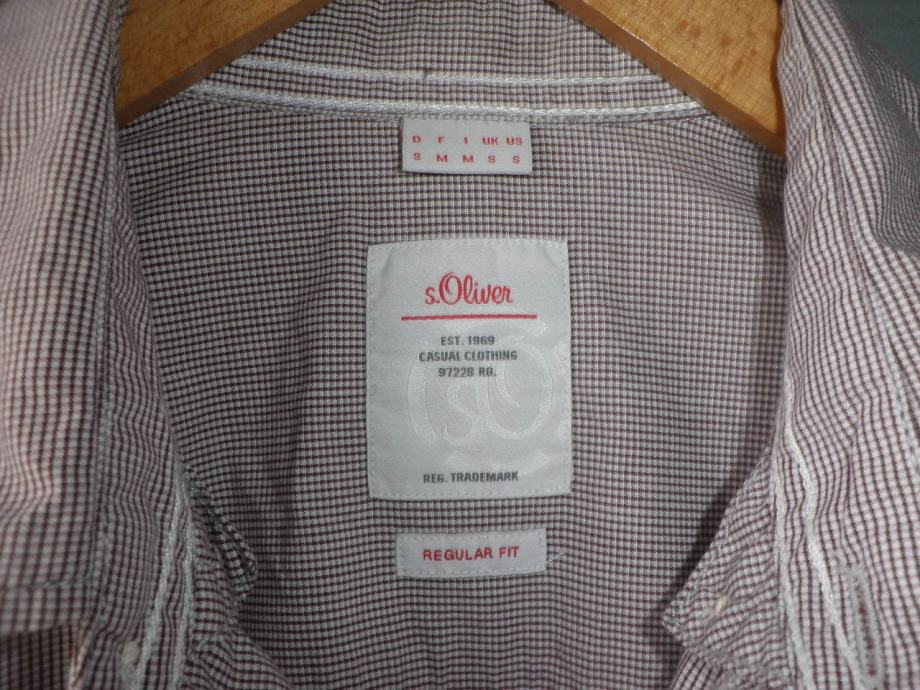 D F I UK US
S M M S S
s.Oliver
EST. 1969
CASUAL CLOTHING
97228 RO.
REG. TRADEMARK
REGULAR FIT